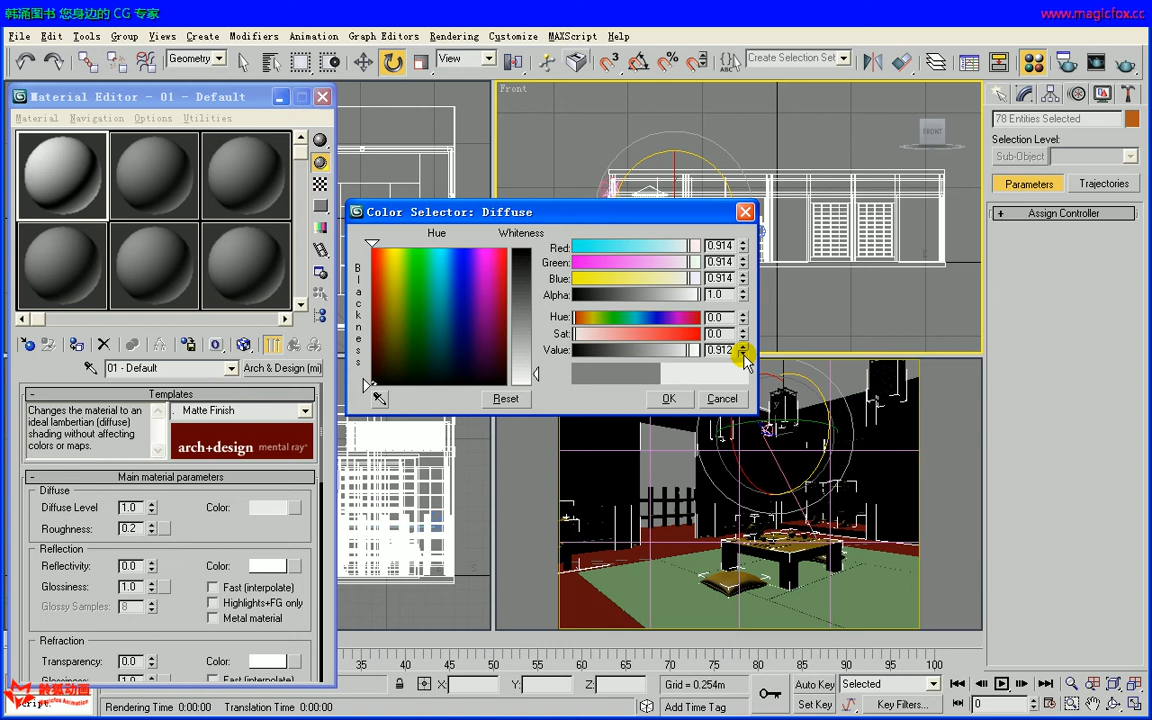 韩涌图书 您身边的 CG 专家
www.magicfox.cc
File Edit Tools Group Views Create Modifiers Animation Graph Editors Rendering Customize MAXScript Help
Geometry View Create Selection Set
Material Editor - 01 - Default
Material Navigation Options Utilities
Front
FRONT
78 Entities Selected
Selection Level:
Sub-Object
Parameters Trajectories
+ Assign Controller
Color Selector: Diffuse
Hue Whiteness
Blackness
Red: 0.914
Green: 0.914
Blue: 0.914
Alpha: 1.0
Hue: 0.0
Sat: 0.0
Value: 0.912
Reset OK Cancel
01 - Default Arch & Design (mi)
- Templates
Changes the material to an
ideal lambertian (diffuse)
shading without affecting
colors or maps.
. Matte Finish
arch+design mental ray®
- Main material parameters
Diffuse
Diffuse Level 1.0 Color:
Roughness: 0.2
Reflection
Reflectivity: 0.0 Color:
Glossiness: 1.0 Fast (interpolate)
Glossy Samples: 8 Highlights+FG only
Metal material
Refraction
Transparency: 0.0 Color:
35 40 45 50 55 60 65 70 75 80 85 90 95 100
X: Y: Z: Grid = 0.254m Auto Key Selected
Magicfox Animation
Script.
Rendering Time 0:00:00 Translation Time 0:00:00 Add Time Tag Set Key Key Filters... 0